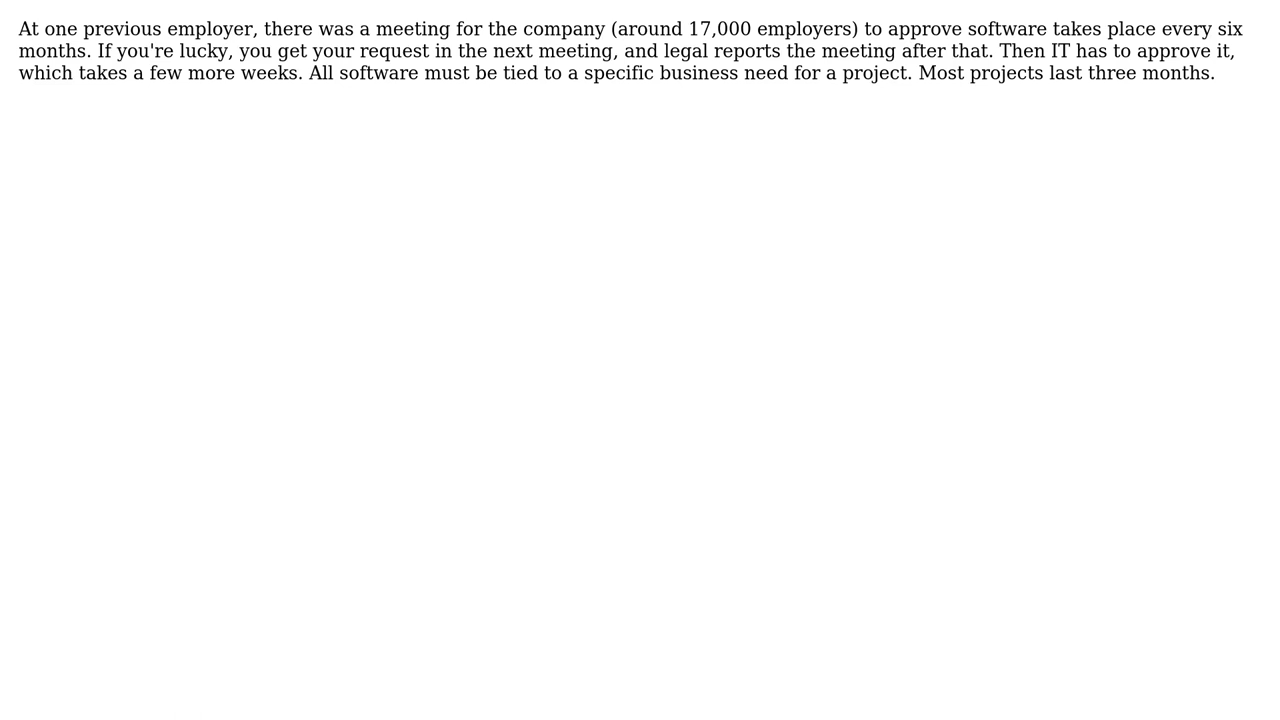 At one previous employer, there was a meeting for the company (around 17,000 employers) to approve software takes place every six
months. If you're lucky, you get your request in the next meeting, and legal reports the meeting after that. Then IT has to approve it,
which takes a few more weeks. All software must be tied to a specific business need for a project. Most projects last three months.